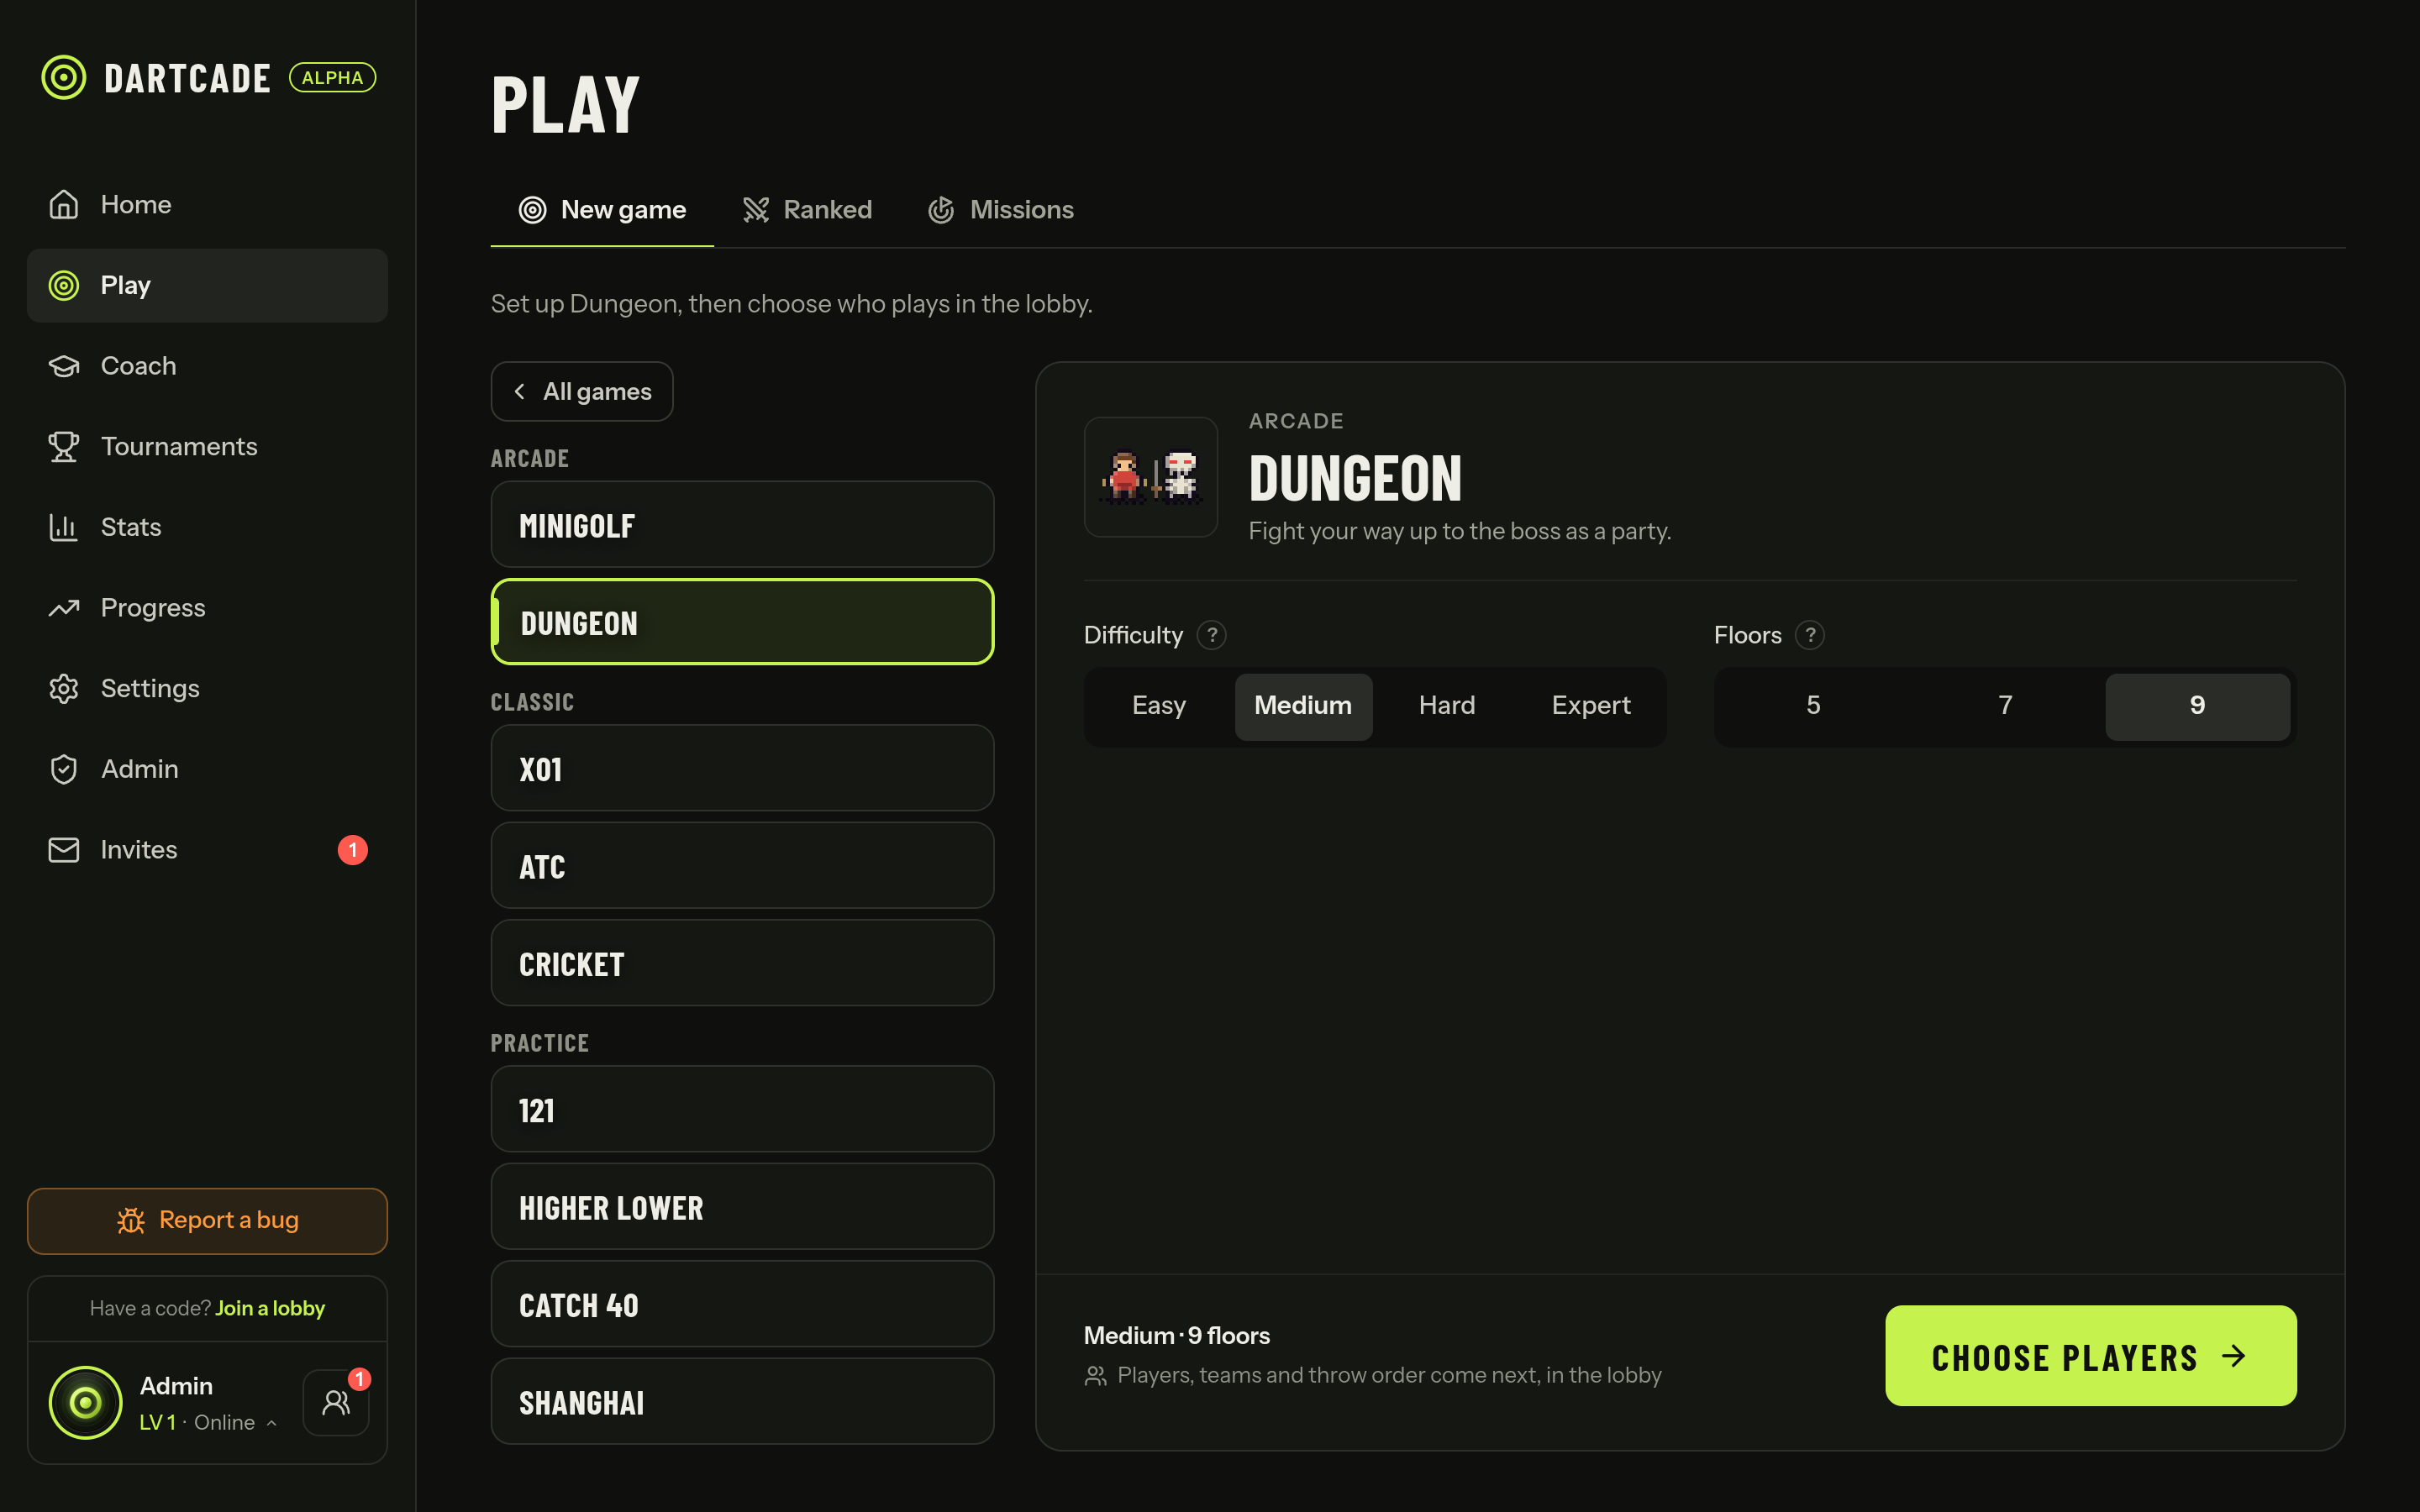 DARTCADE ALPHA
Home
Play
Coach
Tournaments
Stats
Progress
Settings
Admin
Invites 1
Report a bug
Have a code? Join a lobby
Admin
LV 1 · Online
1
PLAY
New game Ranked Missions
Set up Dungeon, then choose who plays in the lobby.
All games
ARCADE
MINIGOLF
DUNGEON
CLASSIC
X01
ATC
CRICKET
PRACTICE
121
HIGHER LOWER
CATCH 40
SHANGHAI
ARCADE
DUNGEON
Fight your way up to the boss as a party.
Difficulty ?
Easy Medium Hard Expert
Floors ?
5 7 9
Medium · 9 floors
Players, teams and throw order come next, in the lobby
CHOOSE PLAYERS